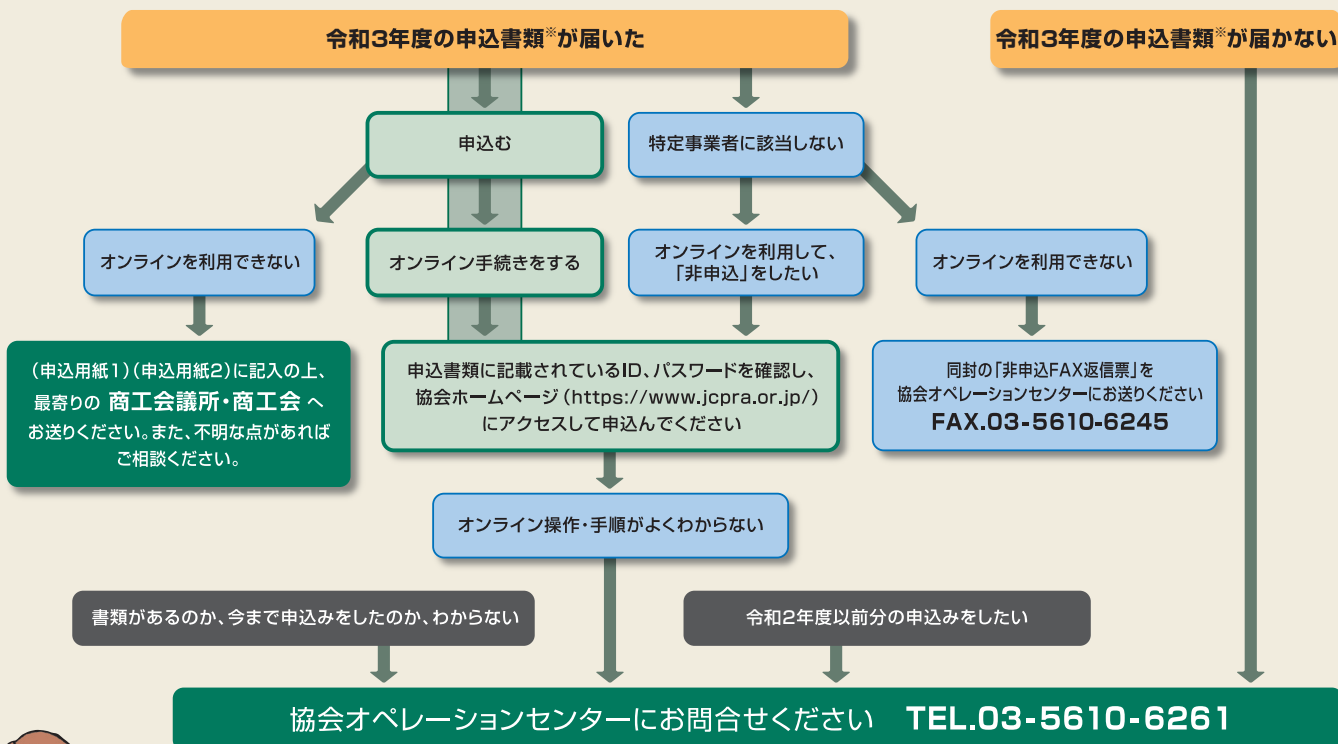 令和3年度の申込書類※が届いた
令和3年度の申込書類※が届かない
申込む
特定事業者に該当しない
オンラインを利用できない
オンライン手続きをする
オンラインを利用して、
「非申込」をしたい
オンラインを利用できない
(申込用紙1)(申込用紙2)に記入の上、
最寄りの 商工会議所・商工会 へ
お送りください。また、不明な点があれば
ご相談ください。
申込書類に記載されているID、パスワードを確認し、
協会ホームページ(https://www.jcpra.or.jp/)
にアクセスして申込んでください
同封の「非申込FAX返信票」を
協会オペレーションセンターにお送りください
FAX.03-5610-6245
オンライン操作・手順がよくわからない
書類があるのか、今まで申込みをしたのか、わからない
令和2年度以前分の申込みをしたい
協会オペレーションセンターにお問合せください TEL.03-5610-6261